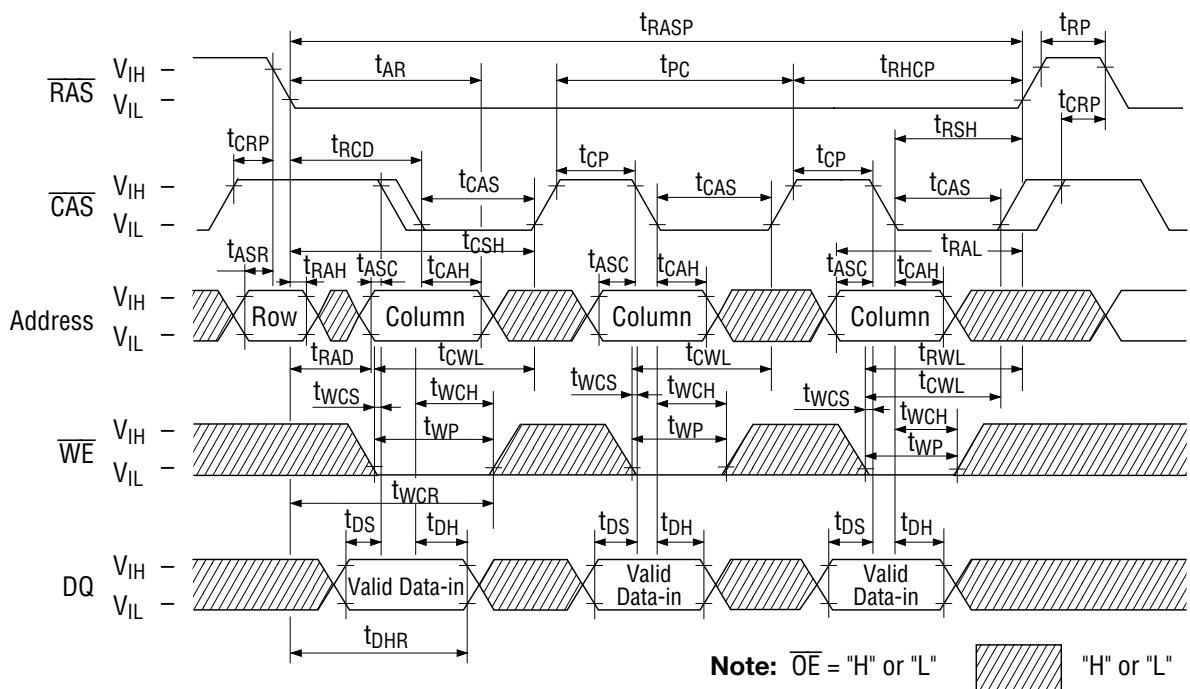 tRASP tRP
tAR tPC tRHCP
RAS VIH
VIL
tCRP tRCD tCP tCP tRSH tCRP
CAS VIH
VIL
tCAS tCAS tCAS
tCSH tRAL
tASR tRAH tASC tCAH tASC tCAH tASC tCAH
Address VIH
VIL
Row Column Column Column
tRAD tCWL tCWL tRWL
tCWL
tWCS tWCH tWCS tWCH tWCS tWCH
tWP tWP tWP
WE VIH
VIL
tWCR
tDS tDH tDS tDH tDS tDH
DQ VIH
VIL
Valid Data-in Valid Data-in Valid Data-in
tDHR
Note: OE = "H" or "L" "H" or "L"